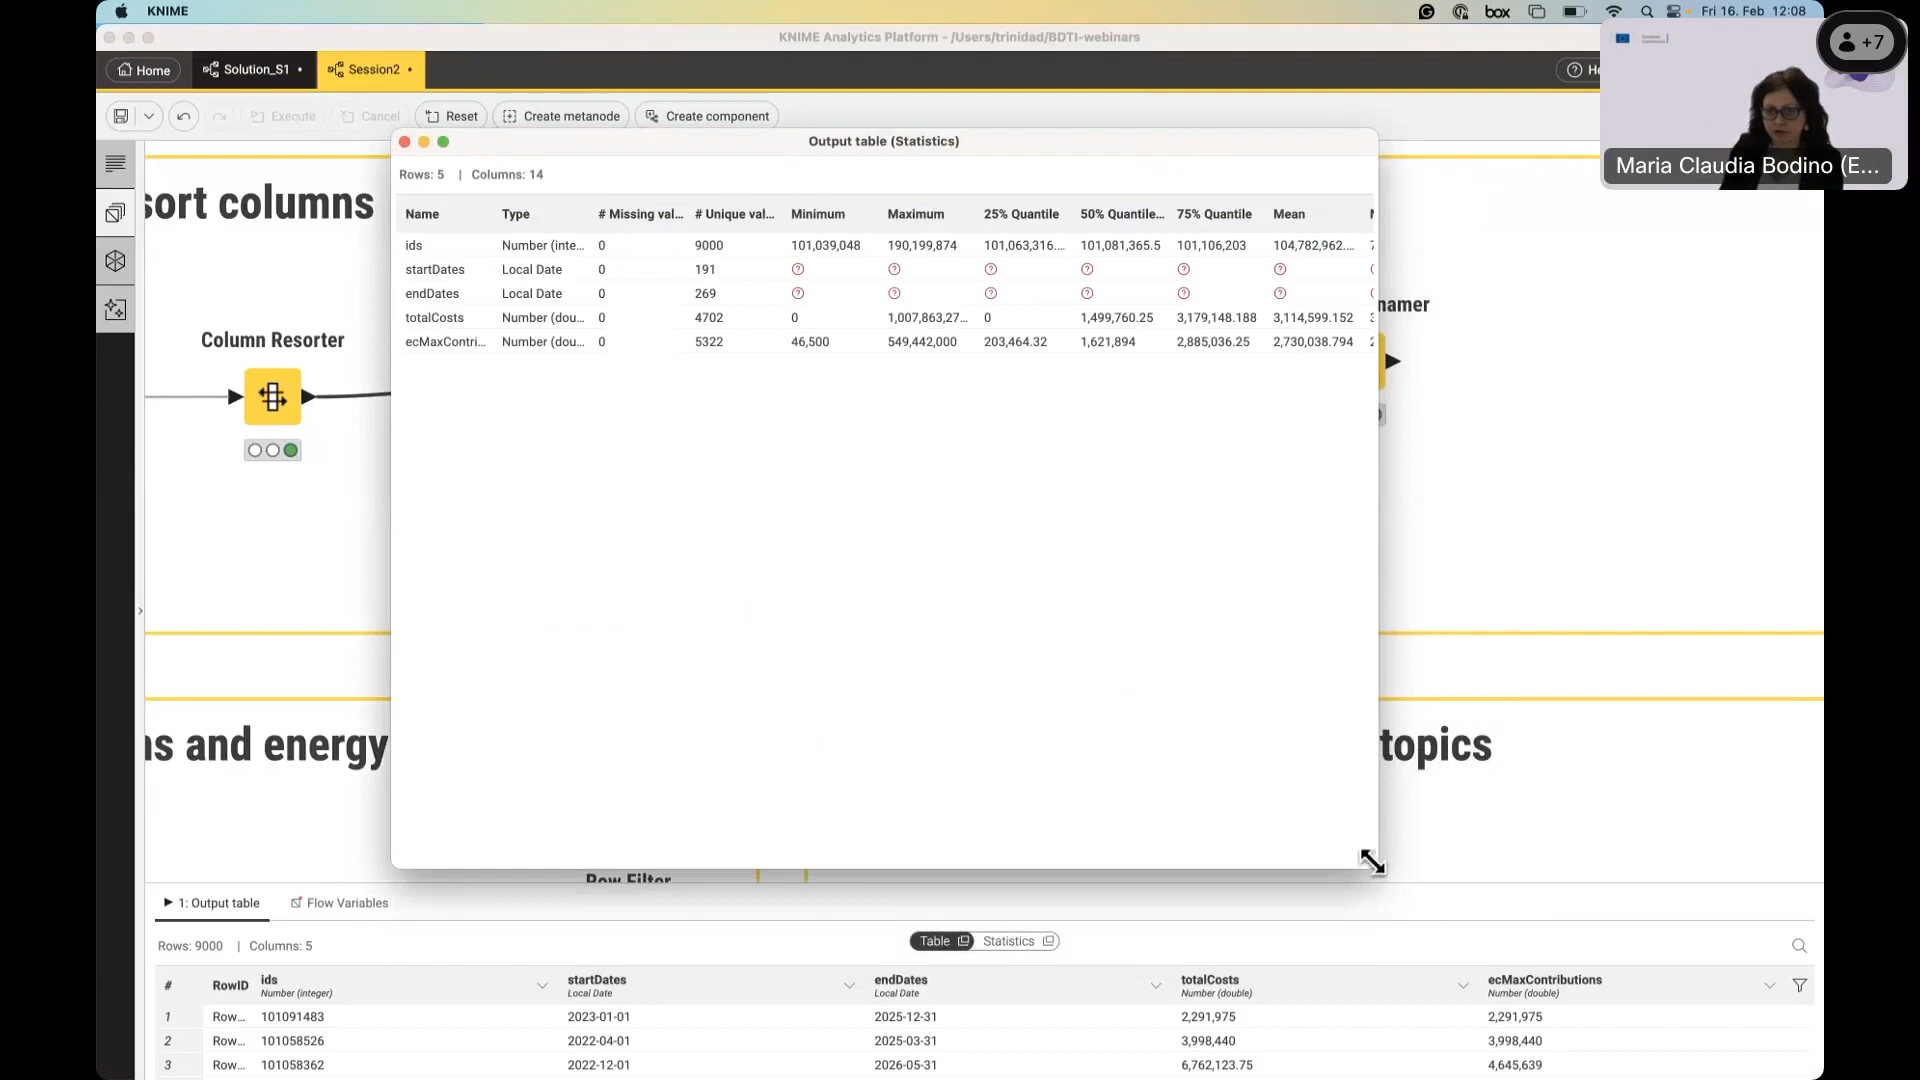 KNIME
box
Fri 16. Feb 12:08
KNIME Analytics Platform - /Users/trinidad/BDTI-webinars
+7
Home
Solution_S1 •
Session2 •
He
Execute
Cancel
Reset
Create metanode
Create component
Maria Claudia Bodino (E...
Output table (Statistics)
Rows: 5 | Columns: 14
sort columns
Name Type # Missing val... # Unique val... Minimum Maximum 25% Quantile 50% Quantile... 75% Quantile Mean
ids Number (inte... 0 9000 101,039,048 190,199,874 101,063,316.... 101,081,365.5 101,106,203 104,782,962....
startDates Local Date 0 191 ? ? ? ? ? ?
endDates Local Date 0 269 ? ? ? ? ? ?
totalCosts Number (dou... 0 4702 0 1,007,863,27... 0 1,499,760.25 3,179,148.188 3,114,599.152
ecMaxContri... Number (dou... 0 5322 46,500 549,442,000 203,464.32 1,621,894 2,885,036.25 2,730,038.794
namer
Column Resorter
ns and energy
topics
Row Filter
1: Output table
Flow Variables
Rows: 9000 | Columns: 5
Table
Statistics
# RowID ids startDates endDates totalCosts ecMaxContributions
Number (integer) Local Date Local Date Number (double) Number (double)
1 Row... 101091483 2023-01-01 2025-12-31 2,291,975 2,291,975
2 Row... 101058526 2022-04-01 2025-03-31 3,998,440 3,998,440
3 Row... 101058362 2022-12-01 2026-05-31 6,762,123.75 4,645,639